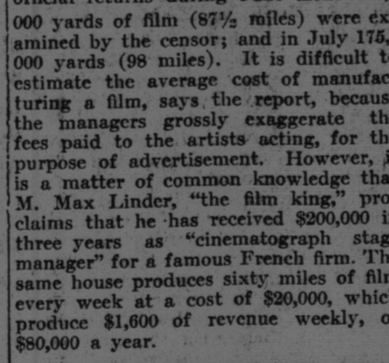 000 yards of film (87½ miles) were ex
amined by the censor; and in July 175,
000 yards (98 miles). It is difficult t
estimate the average cost of manufac
turing a film, says the report, becaus
the managers grossly exaggerate th
fees paid to the artists acting, for th
purpose of advertisement. However, i
is a matter of common knowledge tha
M. Max Linder, "the film king," pro
claims that he has received $200,000 i
three years as "cinematograph stag
manager" for a famous French firm. Th
same house produces sixty miles of film
every week at a cost of $20,000, whic
produce $1,600 of revenue weekly, o
$80,000 a year.